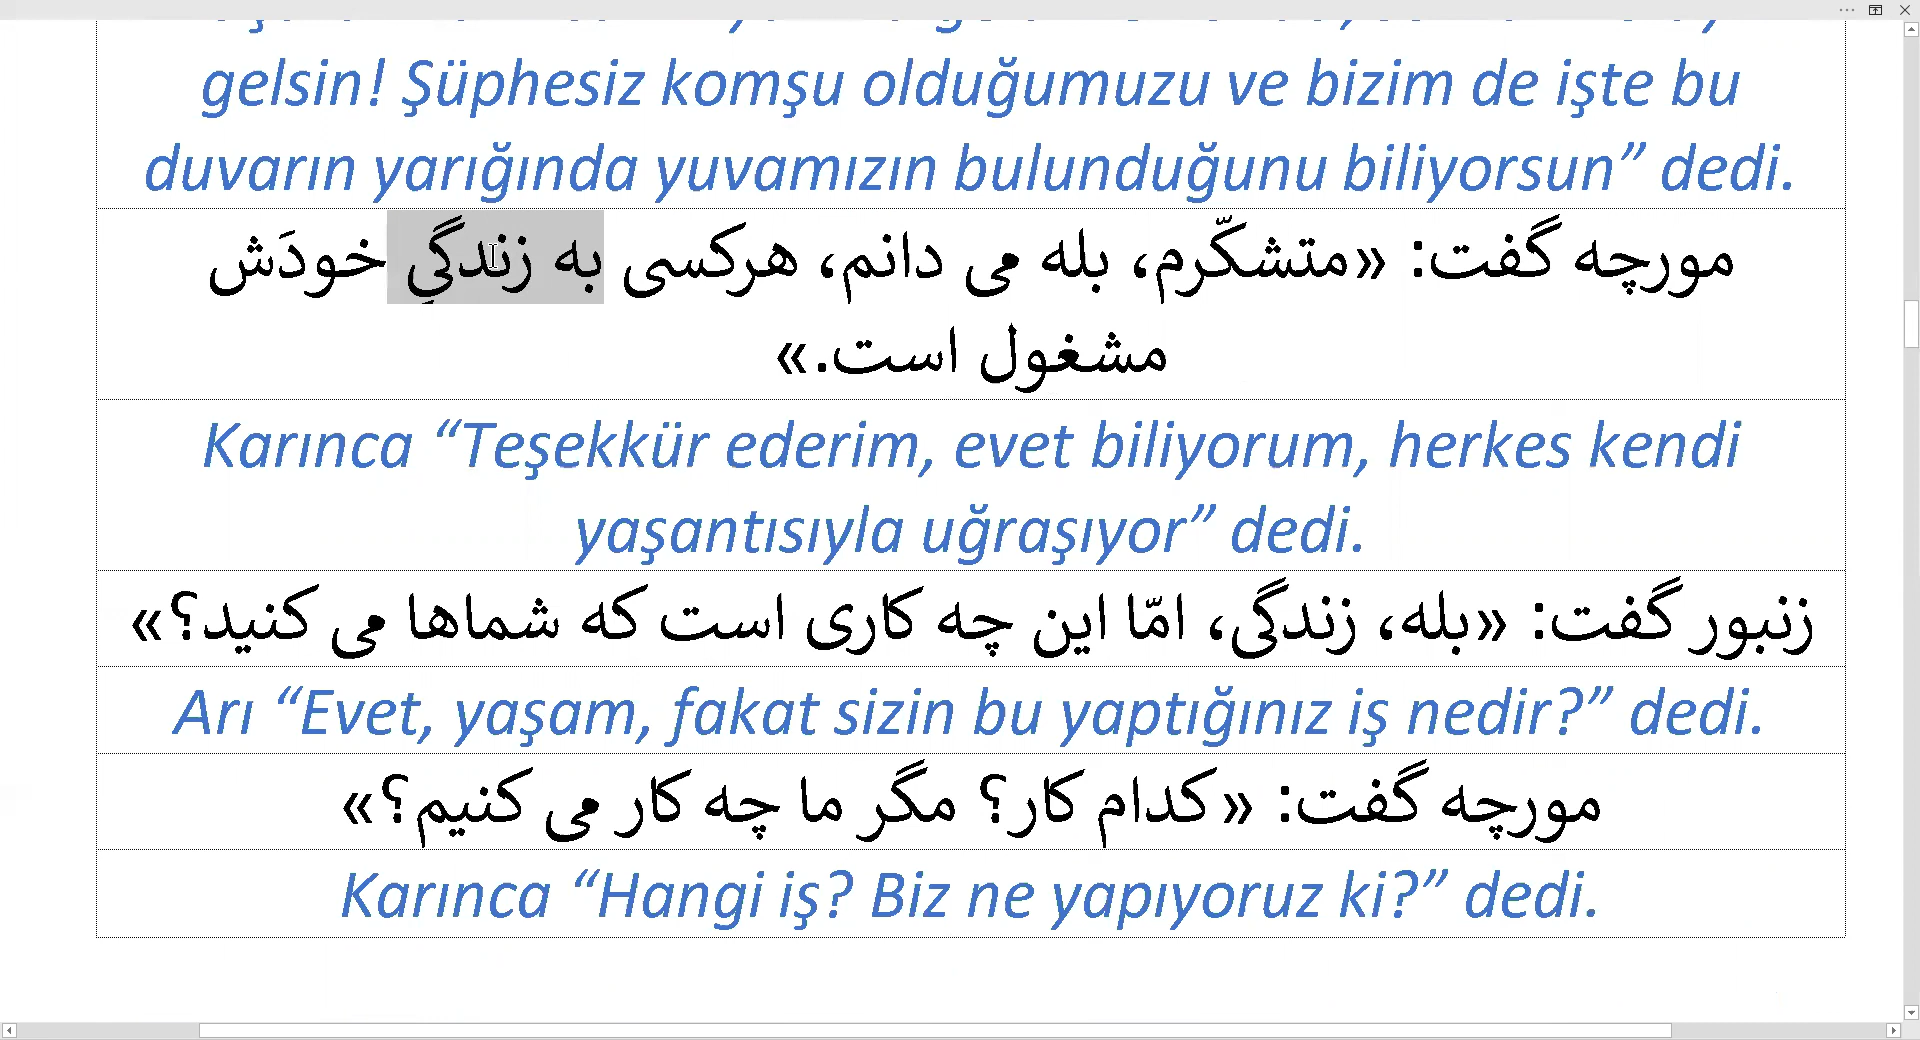 gelsin! Şüphesiz komşu olduğumuzu ve bizim de işte bu
duvarın yarığında yuvamızın bulunduğunu biliyorsun” dedi.
مورچه گفت: «متشکّرم، بله می دانم، هرکسی به زندگیِ خودَش
مشغول است.»
Karınca “Teşekkür ederim, evet biliyorum, herkes kendi
yaşantısıyla uğraşıyor” dedi.
زنبور گفت: «بله، زندگی، امّا این چه کاری است که شماها می کنید؟»
Arı “Evet, yaşam, fakat sizin bu yaptığınız iş nedir?” dedi.
مورچه گفت: «کدام کار؟ مگر ما چه کار می کنیم؟»
Karınca “Hangi iş? Biz ne yapıyoruz ki?” dedi.